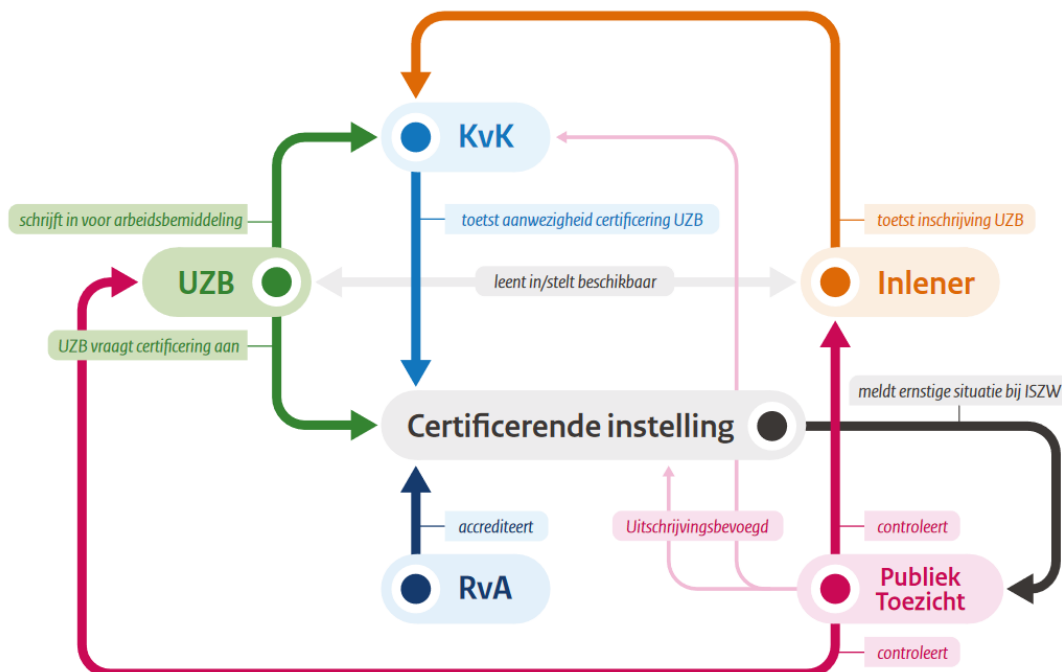 KvK
schrijft in voor arbeidsbemiddeling
toetst aanwezigheid certificering UZB
toetst inschrijving UZB
UZB
leent in/stelt beschikbaar
Inlener
UZB vraagt certificering aan
meldt ernstige situatie bij ISZW
Certificerende instelling
accrediteert
Uitschrijvingsbevoegd
controleert
RvA
Publiek
Toezicht
controleert